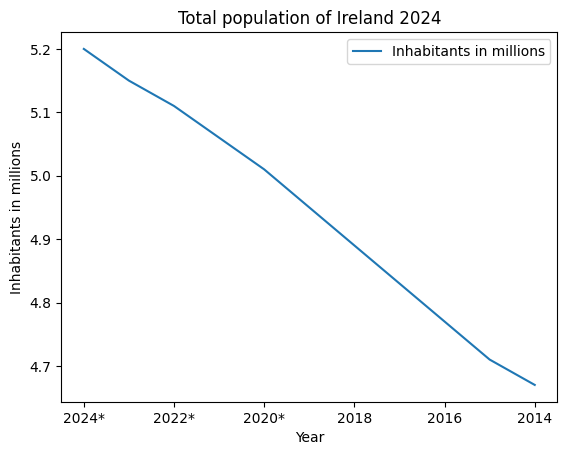 Total population of Ireland 2024
Inhabitants in millions
Inhabitants in millions
5.2
5.1
5.0
4.9
4.8
4.7
2024* 2022* 2020* 2018 2016 2014
Year